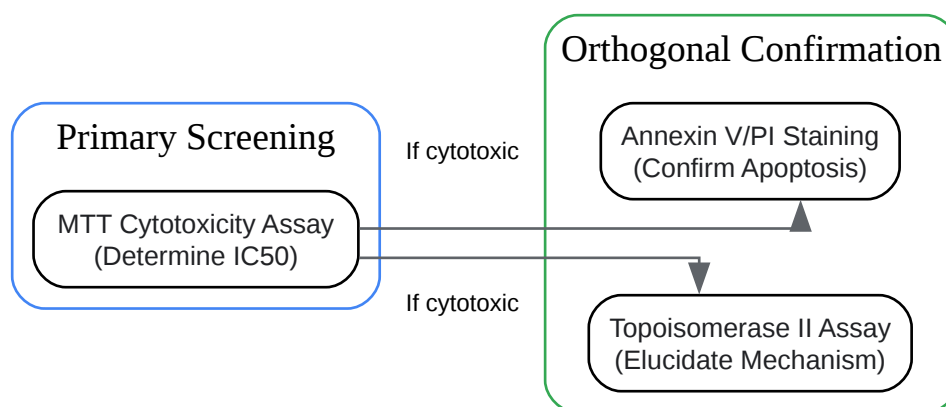 Orthogonal Confirmation
Primary Screening
If cytotoxic
Annexin V/PI Staining
(Confirm Apoptosis)
MTT Cytotoxicity Assay
(Determine IC50)
If cytotoxic
Topoisomerase II Assay
(Elucidate Mechanism)